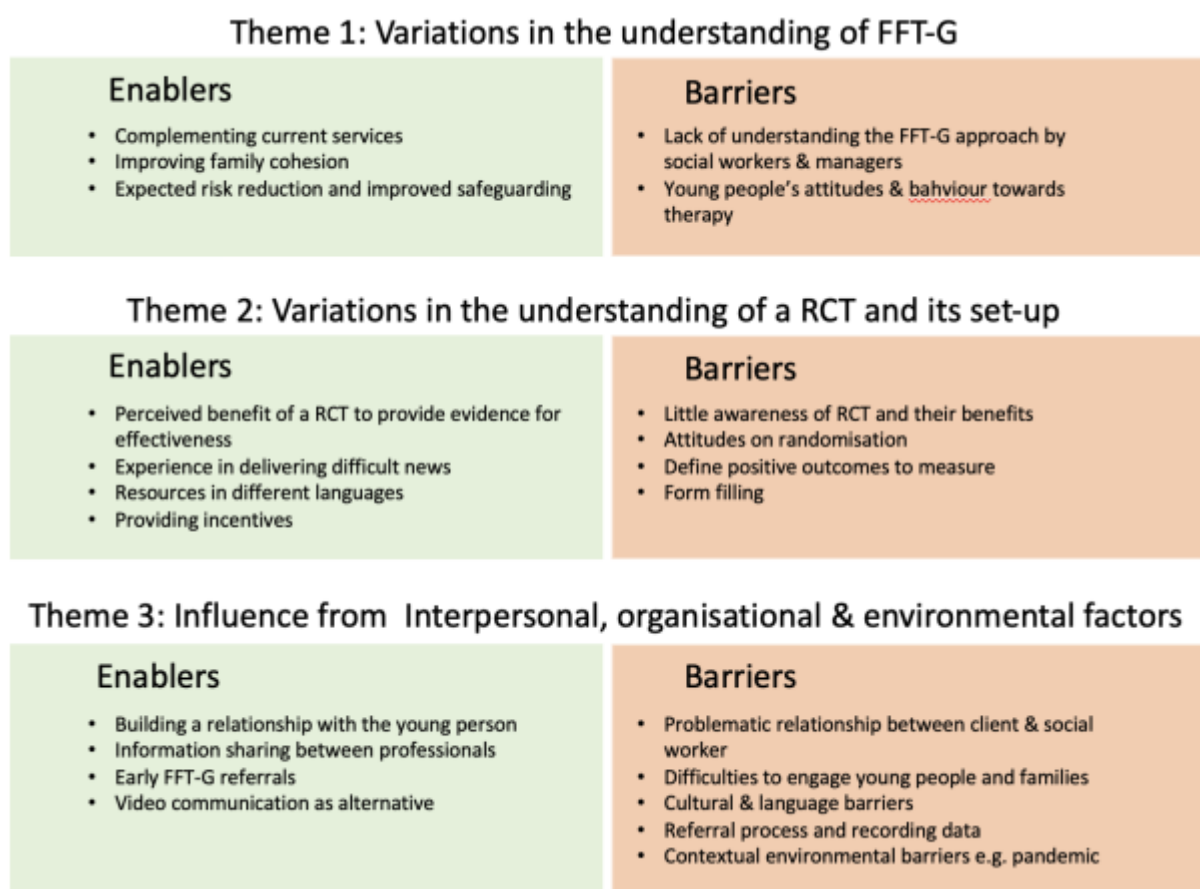 Theme 1: Variations in the understanding of FFT-G
Enablers
• Complementing current services
• Improving family cohesion
• Expected risk reduction and improved safeguarding
Barriers
• Lack of understanding the FFT-G approach by
social workers & managers
• Young people's attitudes & bahviour towards
therapy
Theme 2: Variations in the understanding of a RCT and its set-up
Enablers
• Perceived benefit of a RCT to provide evidence for
effectiveness
• Experience in delivering difficult news
• Resources in different languages
• Providing incentives
Barriers
• Little awareness of RCT and their benefits
• Attitudes on randomisation
• Define positive outcomes to measure
• Form filling
Theme 3: Influence from  Interpersonal, organisational & environmental factors
Enablers
• Building a relationship with the young person
• Information sharing between professionals
• Early FFT-G referrals
• Video communication as alternative
Barriers
• Problematic relationship between client & social
worker
• Difficulties to engage young people and families
• Cultural & language barriers
• Referral process and recording data
• Contextual environmental barriers e.g. pandemic